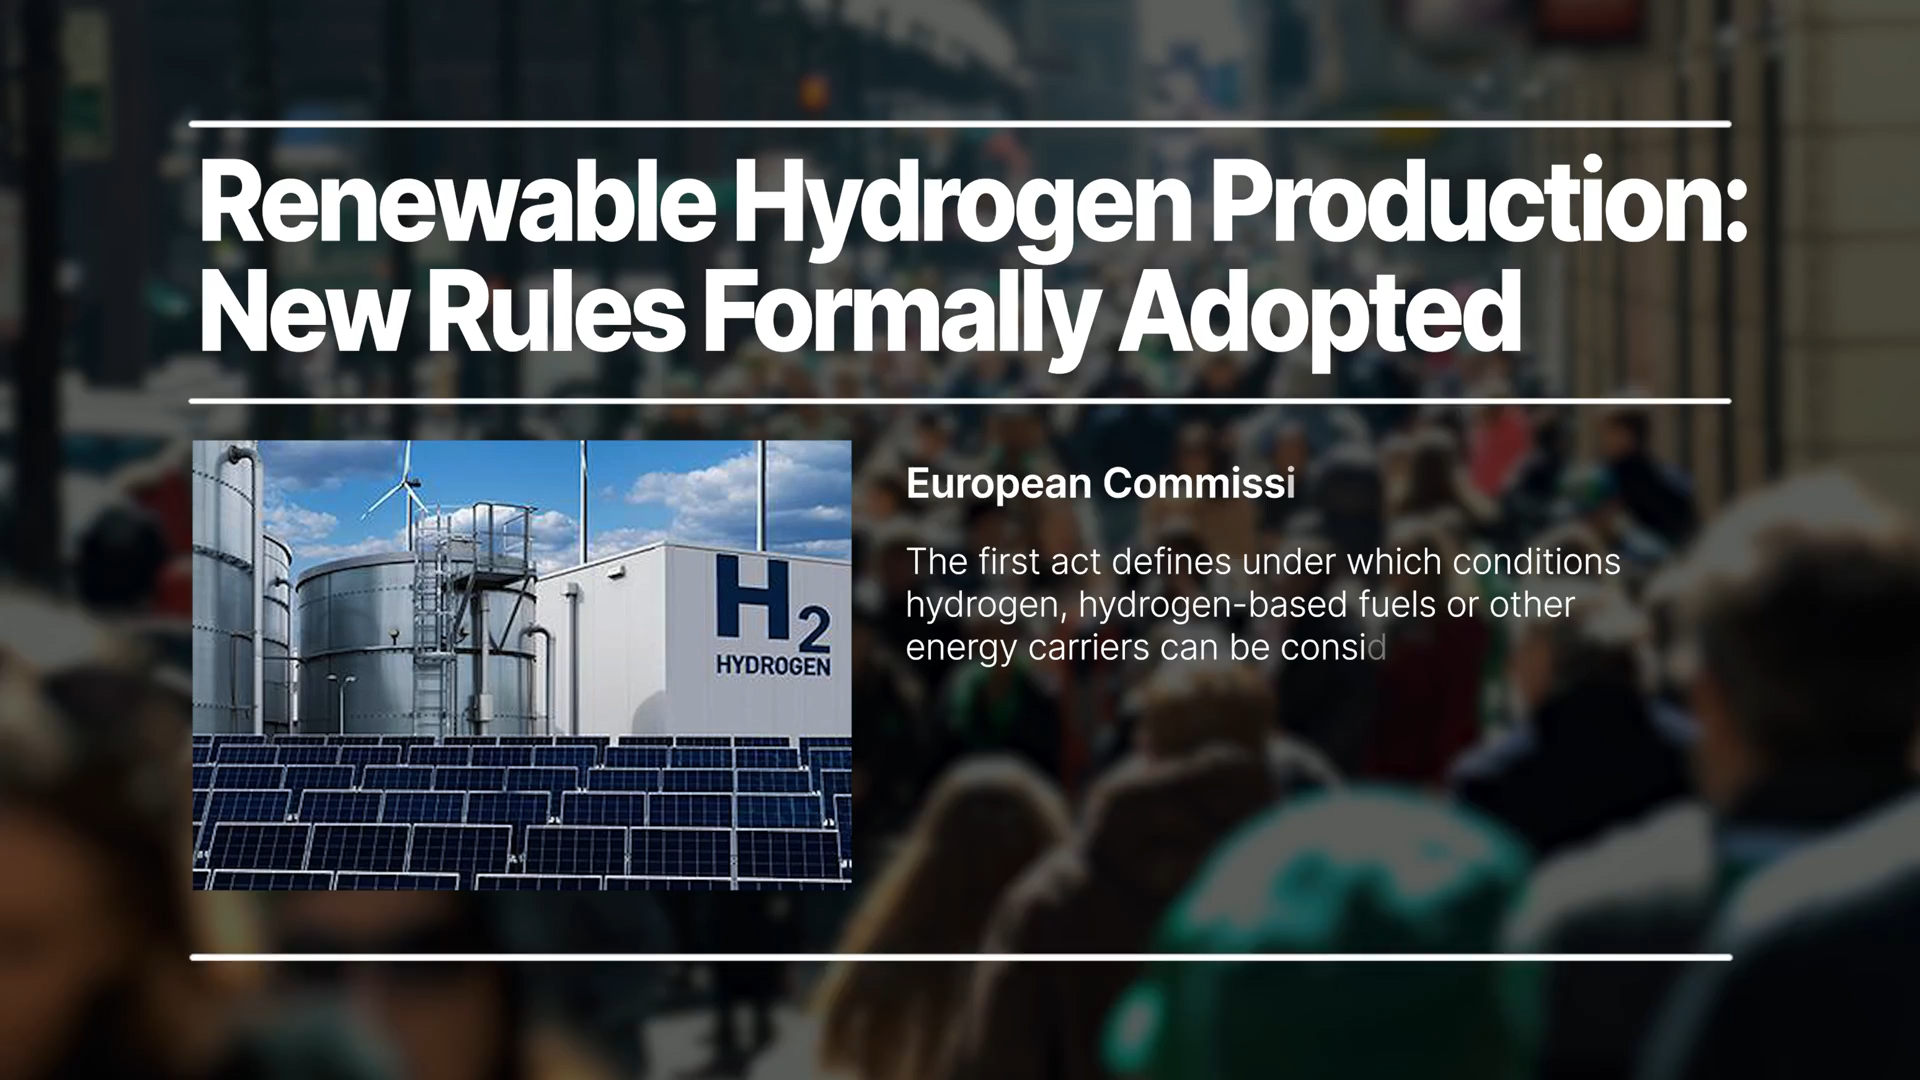 Renewable Hydrogen Production:
New Rules Formally Adopted
H2
HYDROGEN
European Commissi
The first act defines under which conditions
hydrogen, hydrogen-based fuels or other
energy carriers can be consid